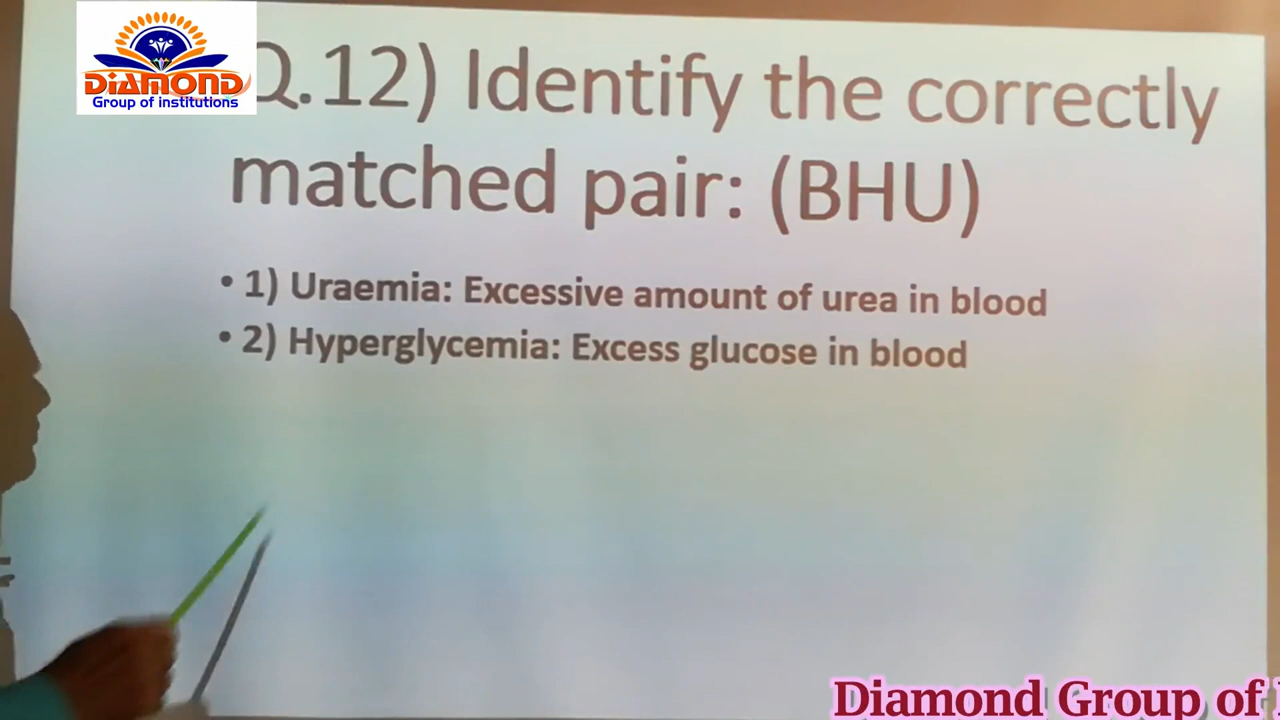 DIAMOND
Group of institutions
Q.12) Identify the correctly
matched pair: (BHU)
• 1) Uraemia: Excessive amount of urea in blood
• 2) Hyperglycemia: Excess glucose in blood
Diamond Group of